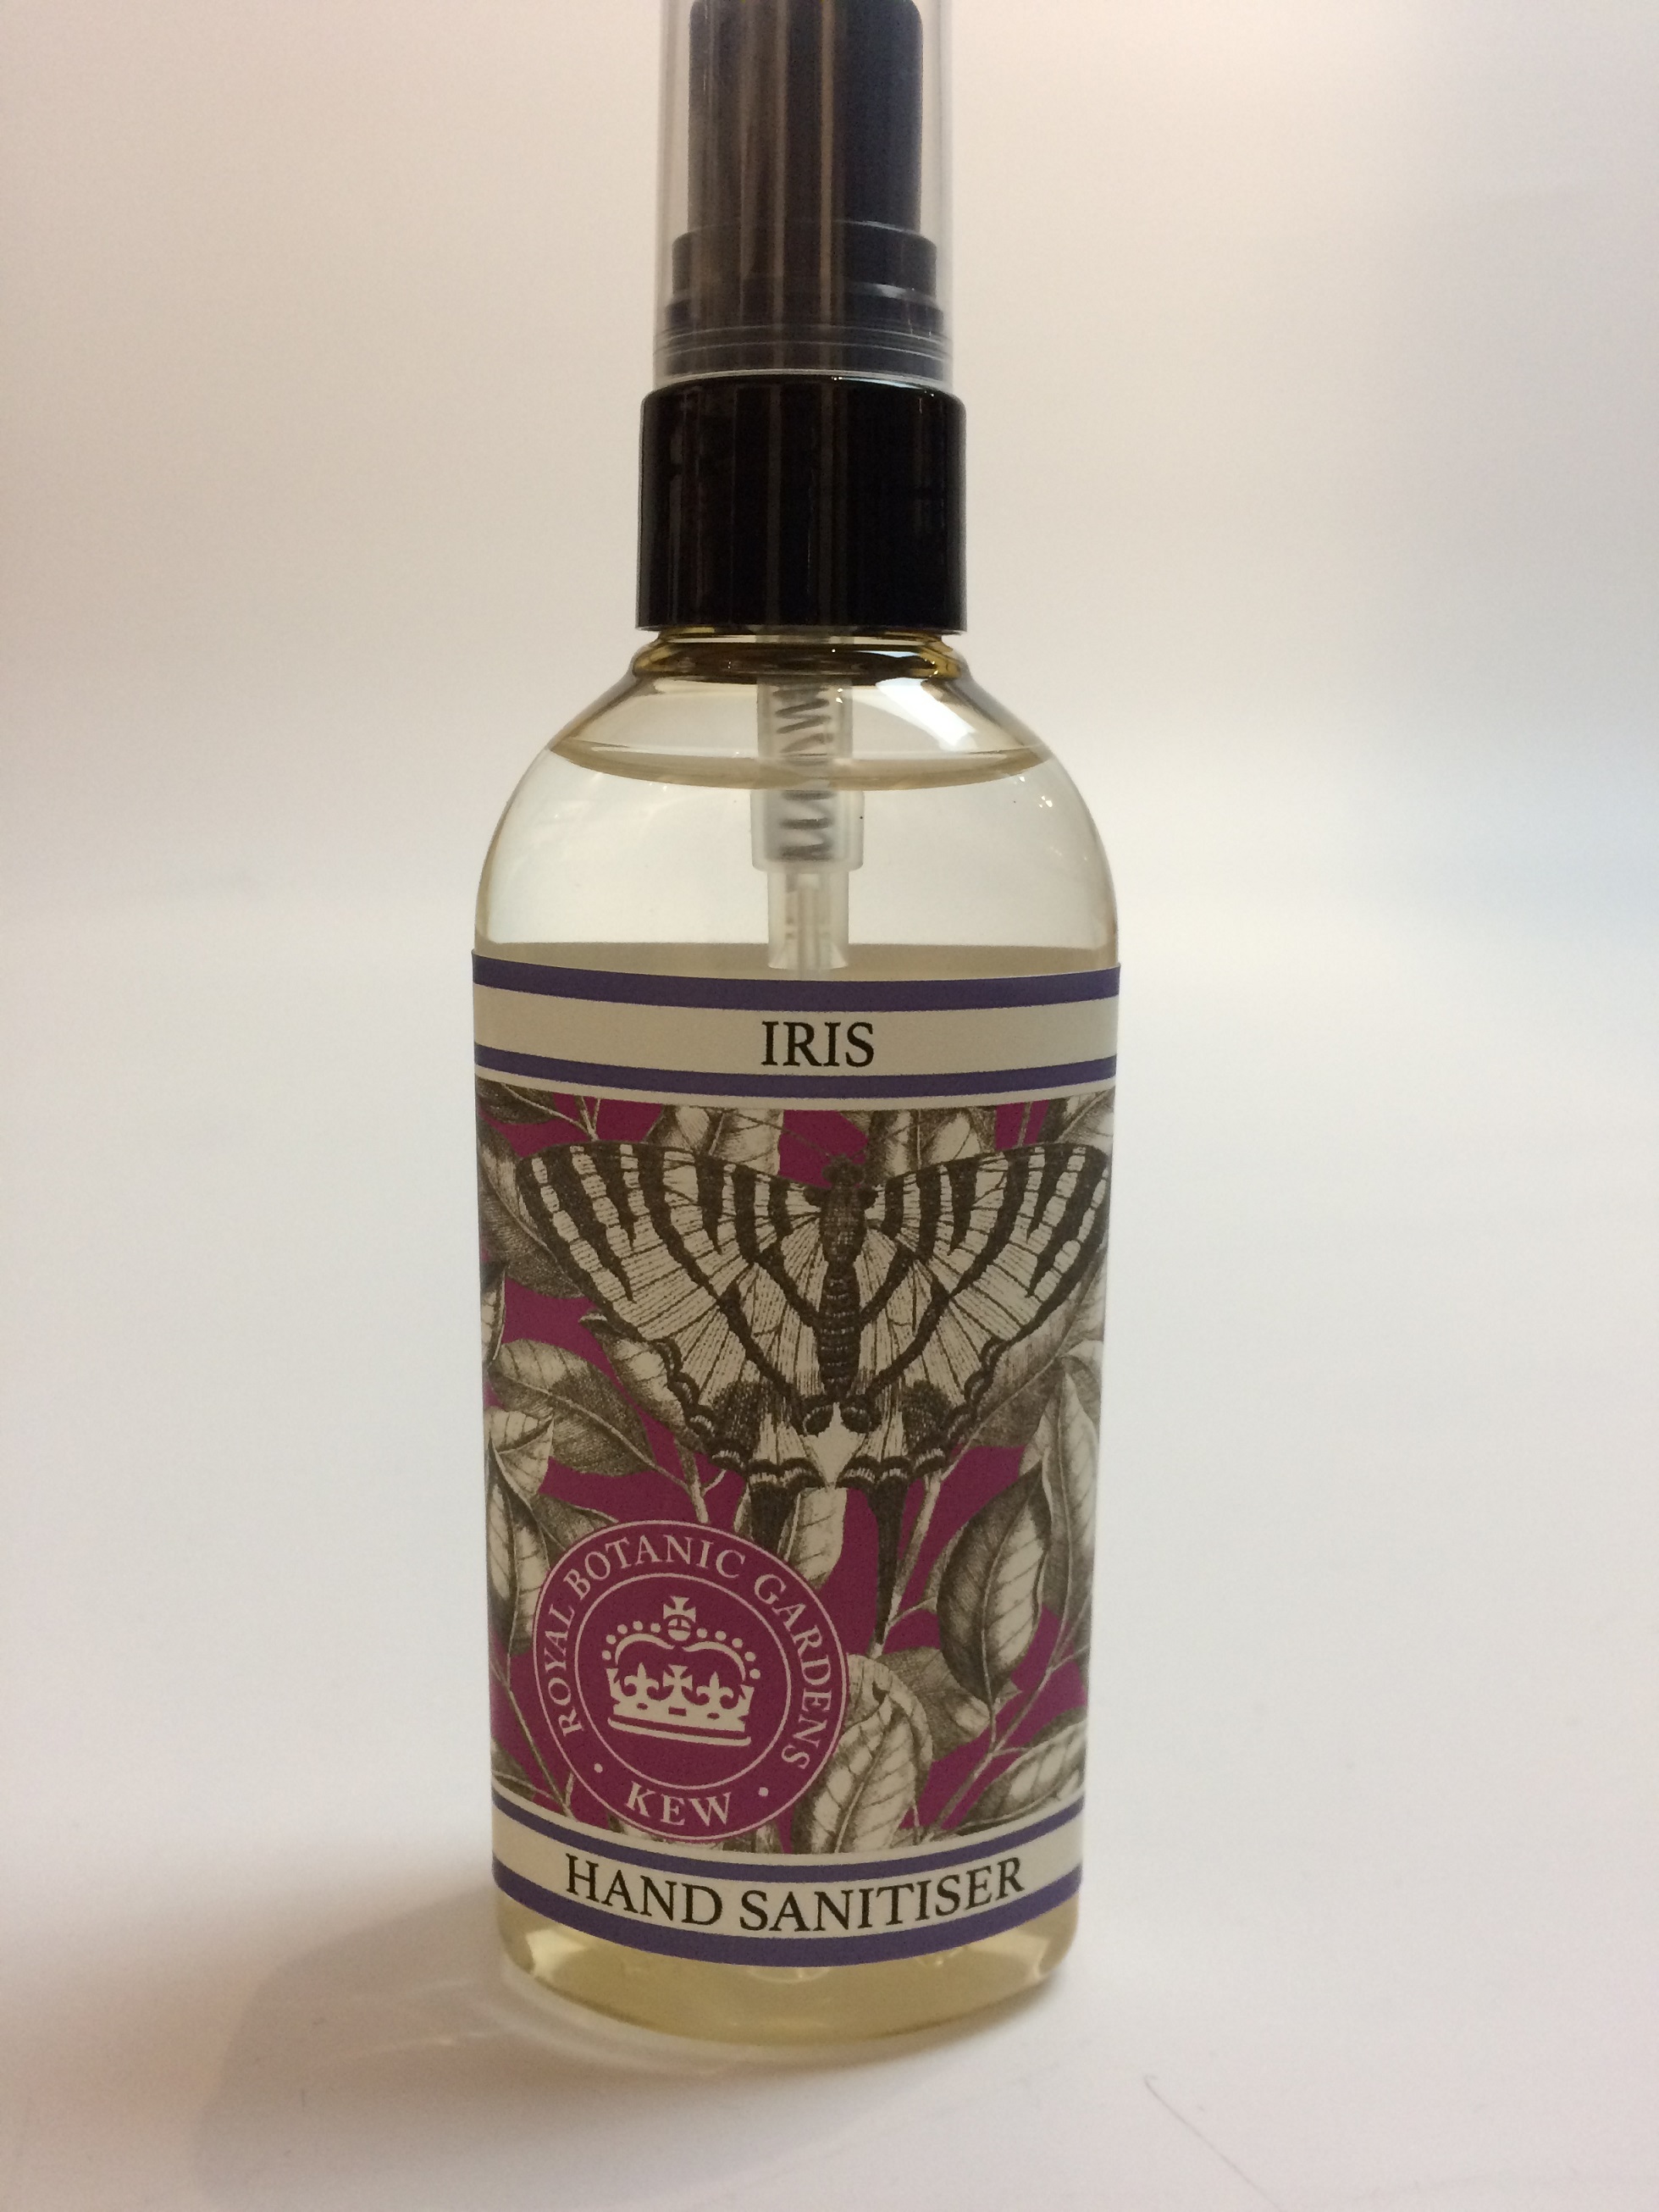 IRIS
ROYAL BOTANIC GARDENS
• KEW •
HAND SANITISER